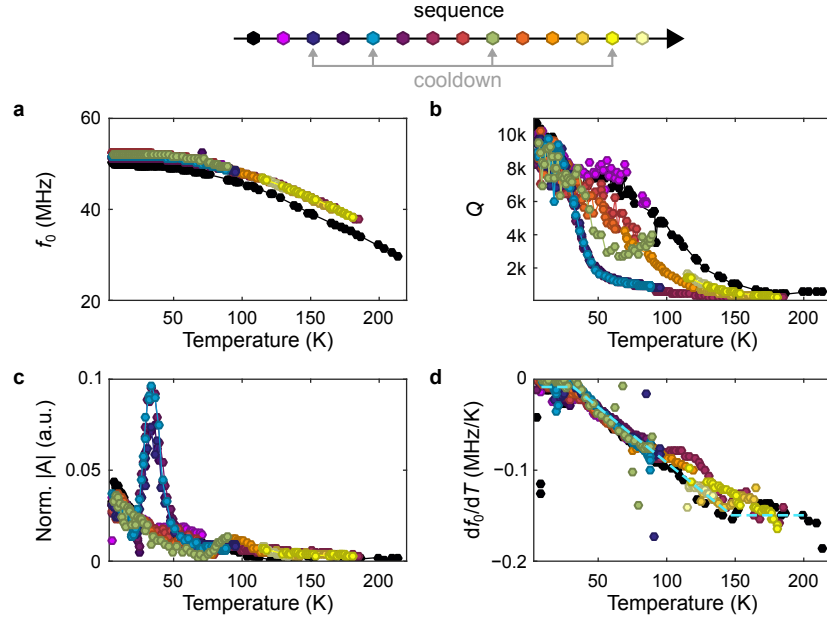 sequence
cooldown
a
60
40
20
f₀ (MHz)
0 50 100 150 200
Temperature (K)
b
10k
8k
6k
4k
2k
Q
50 100 150 200
Temperature (K)
c
0.1
0.05
0
Norm. |A| (a.u.)
0 50 100 150 200
Temperature (K)
d
0
−0.1
−0.2
df₀/dT (MHz/K)
50 100 150 200
Temperature (K)